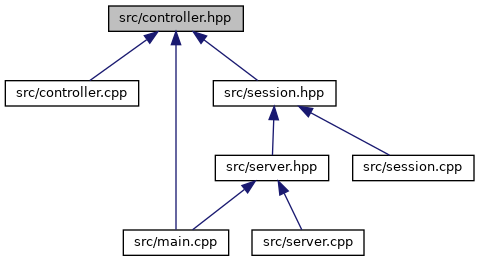 src/controller.hpp
src/controller.cpp
src/session.hpp
src/server.hpp
src/session.cpp
src/main.cpp
src/server.cpp